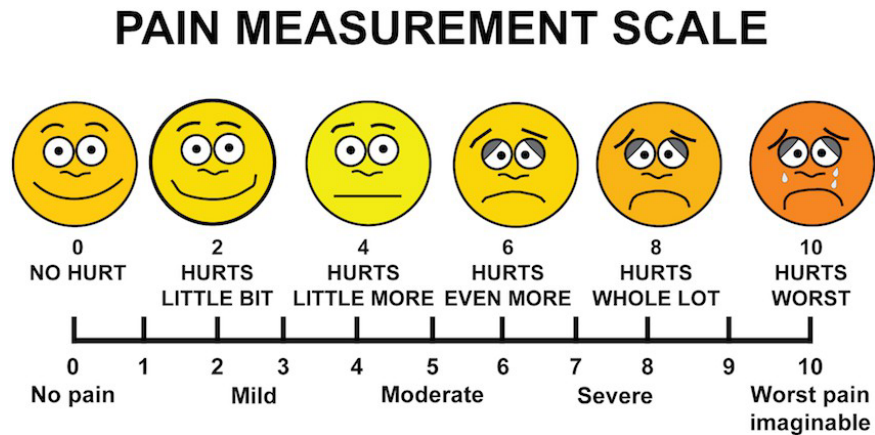 PAIN MEASUREMENT SCALE
0 2 4 6 8 10
NO HURT HURTS HURTS HURTS HURTS HURTS
LITTLE BIT LITTLE MORE EVEN MORE WHOLE LOT WORST
0 1 2 3 4 5 6 7 8 9 10
No pain Mild Moderate Severe Worst pain
imaginable